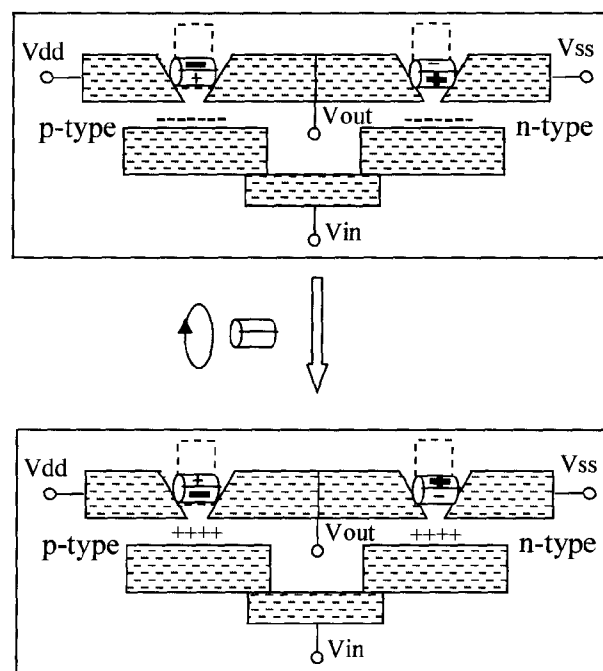 Vdd
Vss
− −
+ +
Vout
------ ------
p-type
n-type
Vin
Vdd
Vss
+ +
− −
Vout
++++ ++++
p-type
n-type
Vin